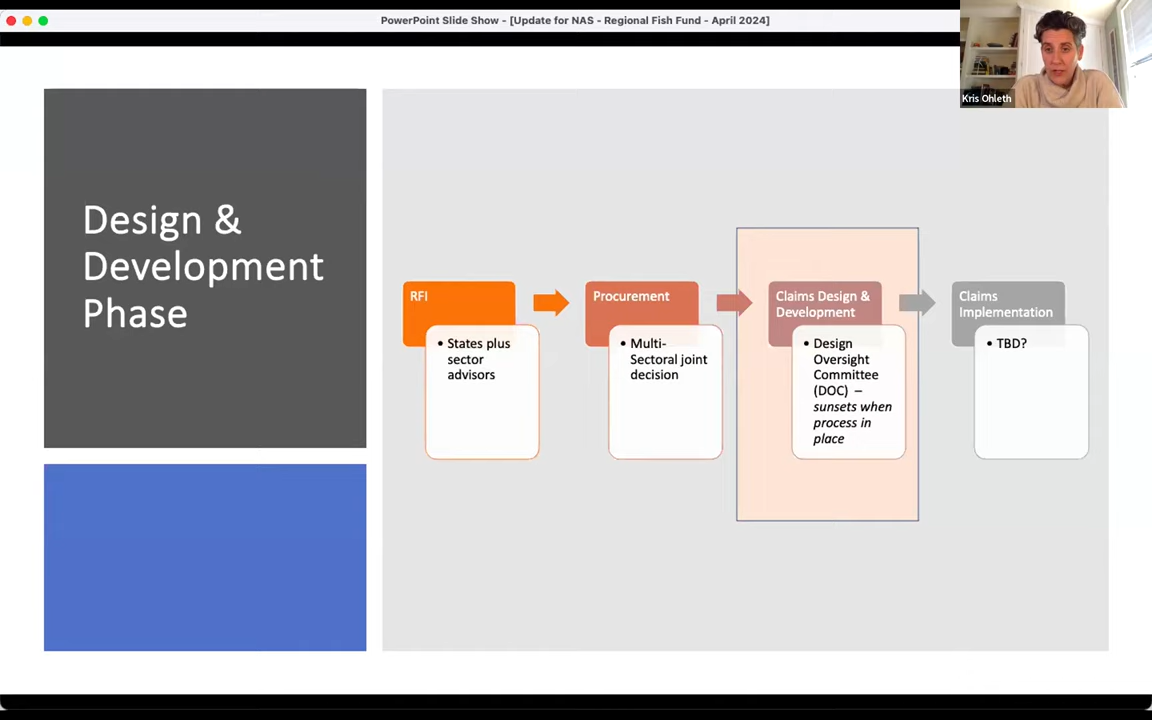 PowerPoint Slide Show - [Update for NAS - Regional Fish Fund - April 2024]
Kris Ohleth
Design &
Development
Phase
RFI
• States plus
sector
advisors
Procurement
• Multi-
Sectoral joint
decision
Claims Design &
Development
• Design
Oversight
Committee
(DOC) –
sunsets when
process in
place
Claims
Implementation
• TBD?